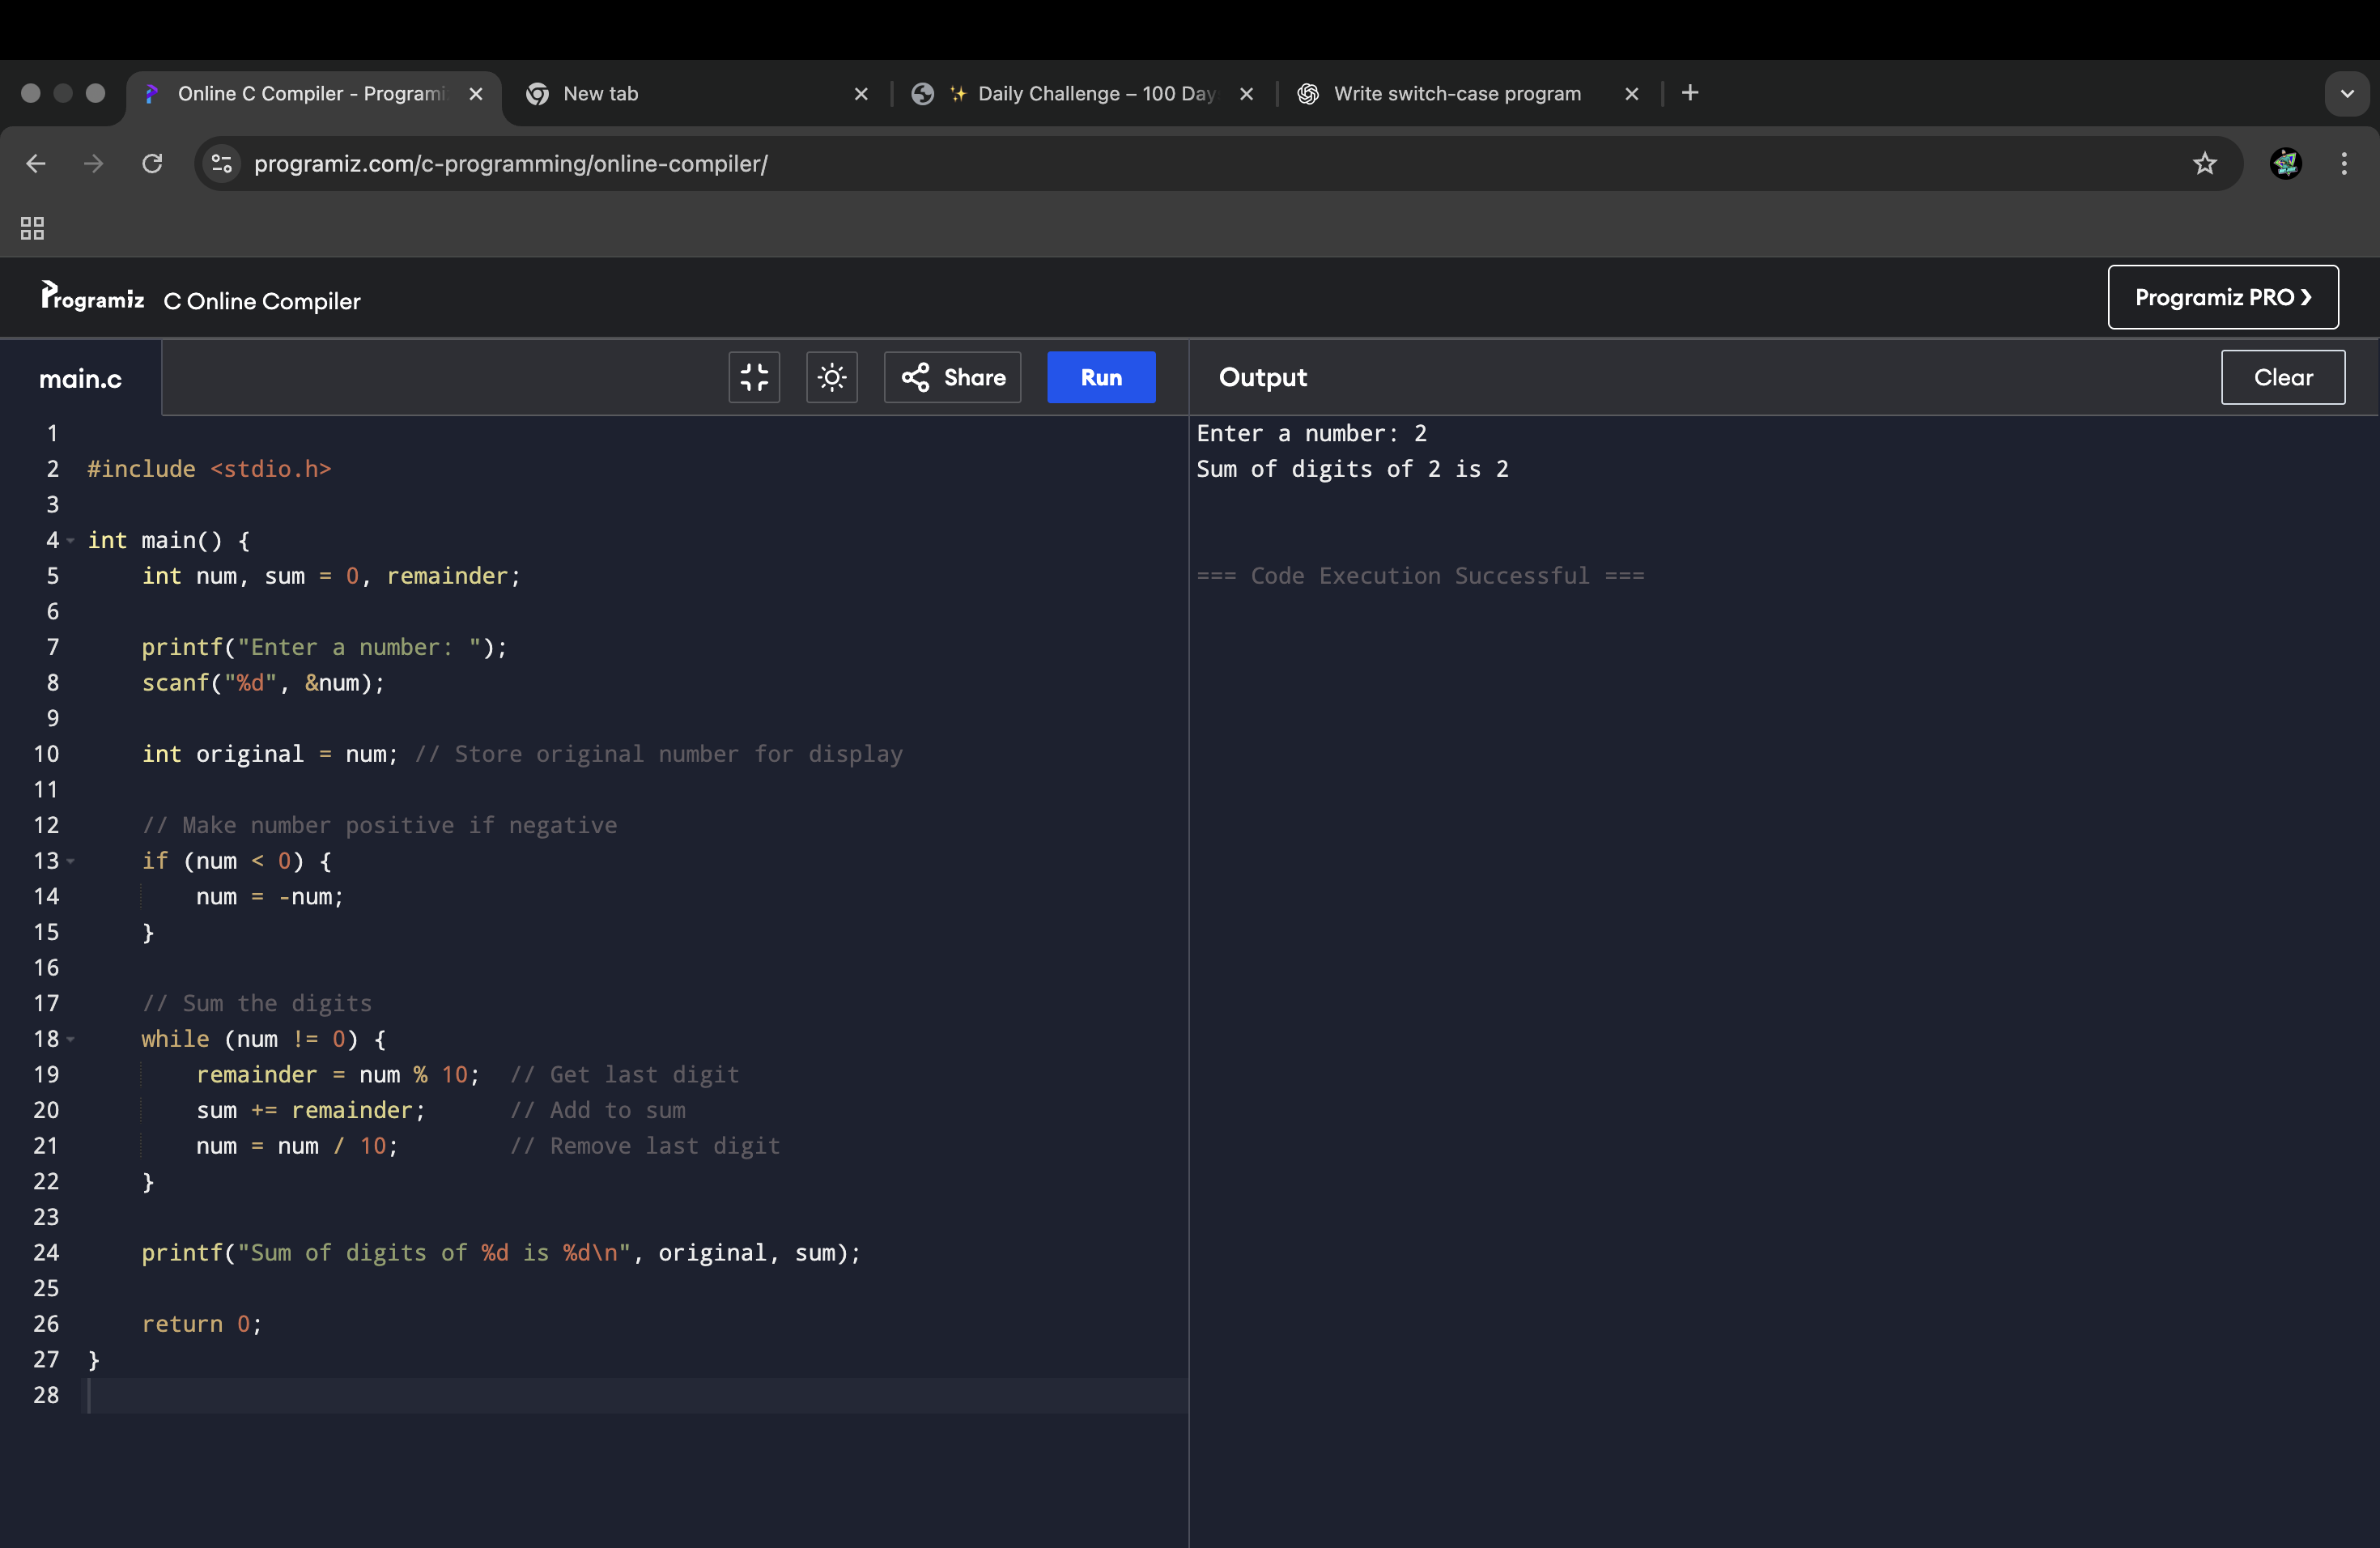 Online C Compiler - Programi
New tab
✨ Daily Challenge – 100 Day
Write switch-case program
programiz.com/c-programming/online-compiler/
Programiz C Online Compiler
Programiz PRO ❯
main.c
Share
Run
Output
Clear
1
2 #include <stdio.h>
3
4 int main() {
5     int num, sum = 0, remainder;
6
7     printf("Enter a number: ");
8     scanf("%d", &num);
9
10     int original = num; // Store original number for display
11
12     // Make number positive if negative
13     if (num < 0) {
14         num = -num;
15     }
16
17     // Sum the digits
18     while (num != 0) {
19         remainder = num % 10;  // Get last digit
20         sum += remainder;      // Add to sum
21         num = num / 10;        // Remove last digit
22     }
23
24     printf("Sum of digits of %d is %d\n", original, sum);
25
26     return 0;
27 }
28
Enter a number: 2
Sum of digits of 2 is 2
=== Code Execution Successful ===